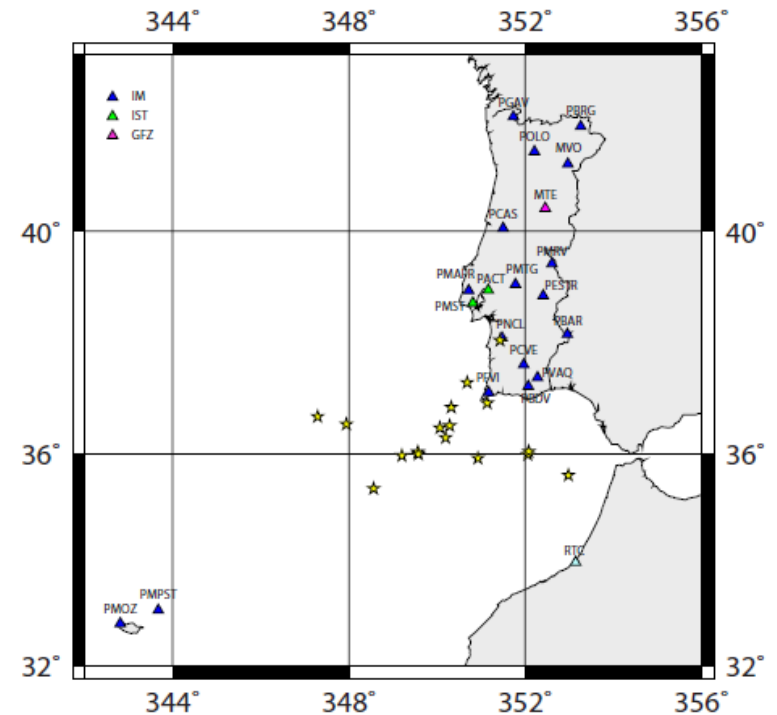 344° 348° 352° 356°
IM
IST
GFZ
PGAV PBRG
POLO MVO
MTE
PCAS
40° 40°
PMRV
PMAFR PACT PMTG PESTR
PMST
PNCL PBAR
PCVE
PFVI PVAQ
PBDV
36° 36°
RTC
PMPST
PMOZ
32° 32°
344° 348° 352° 356°